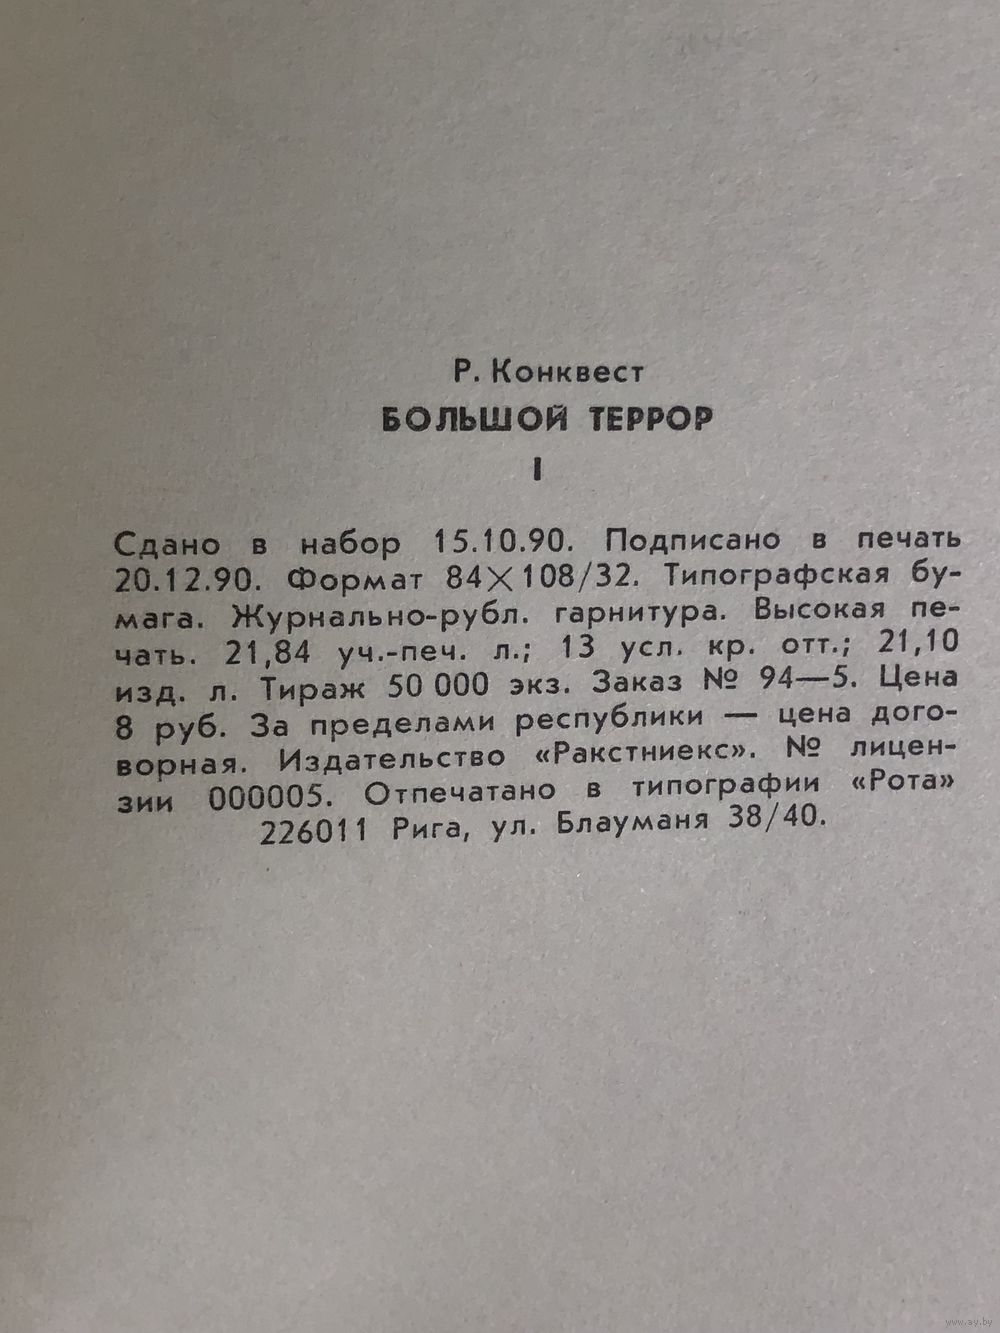 Р. Конквест
БОЛЬШОЙ ТЕРРОР
I
Сдано в набор 15.10.90. Подписано в печать
20.12.90. Формат 84×108/32. Типографская бу-
мага. Журнально-рубл. гарнитура. Высокая пе-
чать. 21,84 уч.-печ. л.; 13 усл. кр. отт.; 21,10
изд. л. Тираж 50 000 экз. Заказ № 94—5. Цена
8 руб. За пределами республики — цена дого-
ворная. Издательство «Ракстниекс». № лицен-
зии 000005. Отпечатано в типографии «Рота»
226011 Рига, ул. Блауманя 38/40.
www.ay.by